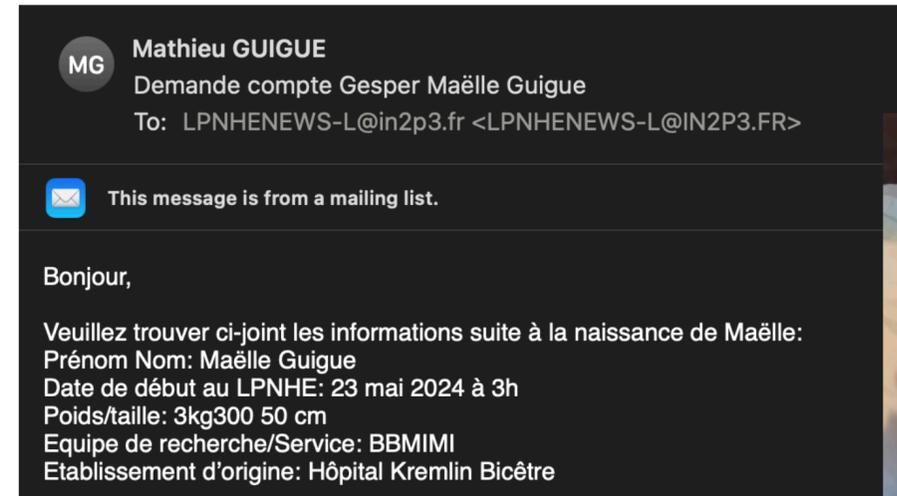 MG
Mathieu GUIGUE
Demande compte Gesper Maëlle Guigue
To: LPNHENEWS-L@in2p3.fr <LPNHENEWS-L@IN2P3.FR>
This message is from a mailing list.
Bonjour,
Veuillez trouver ci-joint les informations suite à la naissance de Maëlle:
Prénom Nom: Maëlle Guigue
Date de début au LPNHE: 23 mai 2024 à 3h
Poids/taille: 3kg300 50 cm
Equipe de recherche/Service: BBMIMI
Etablissement d’origine: Hôpital Kremlin Bicêtre